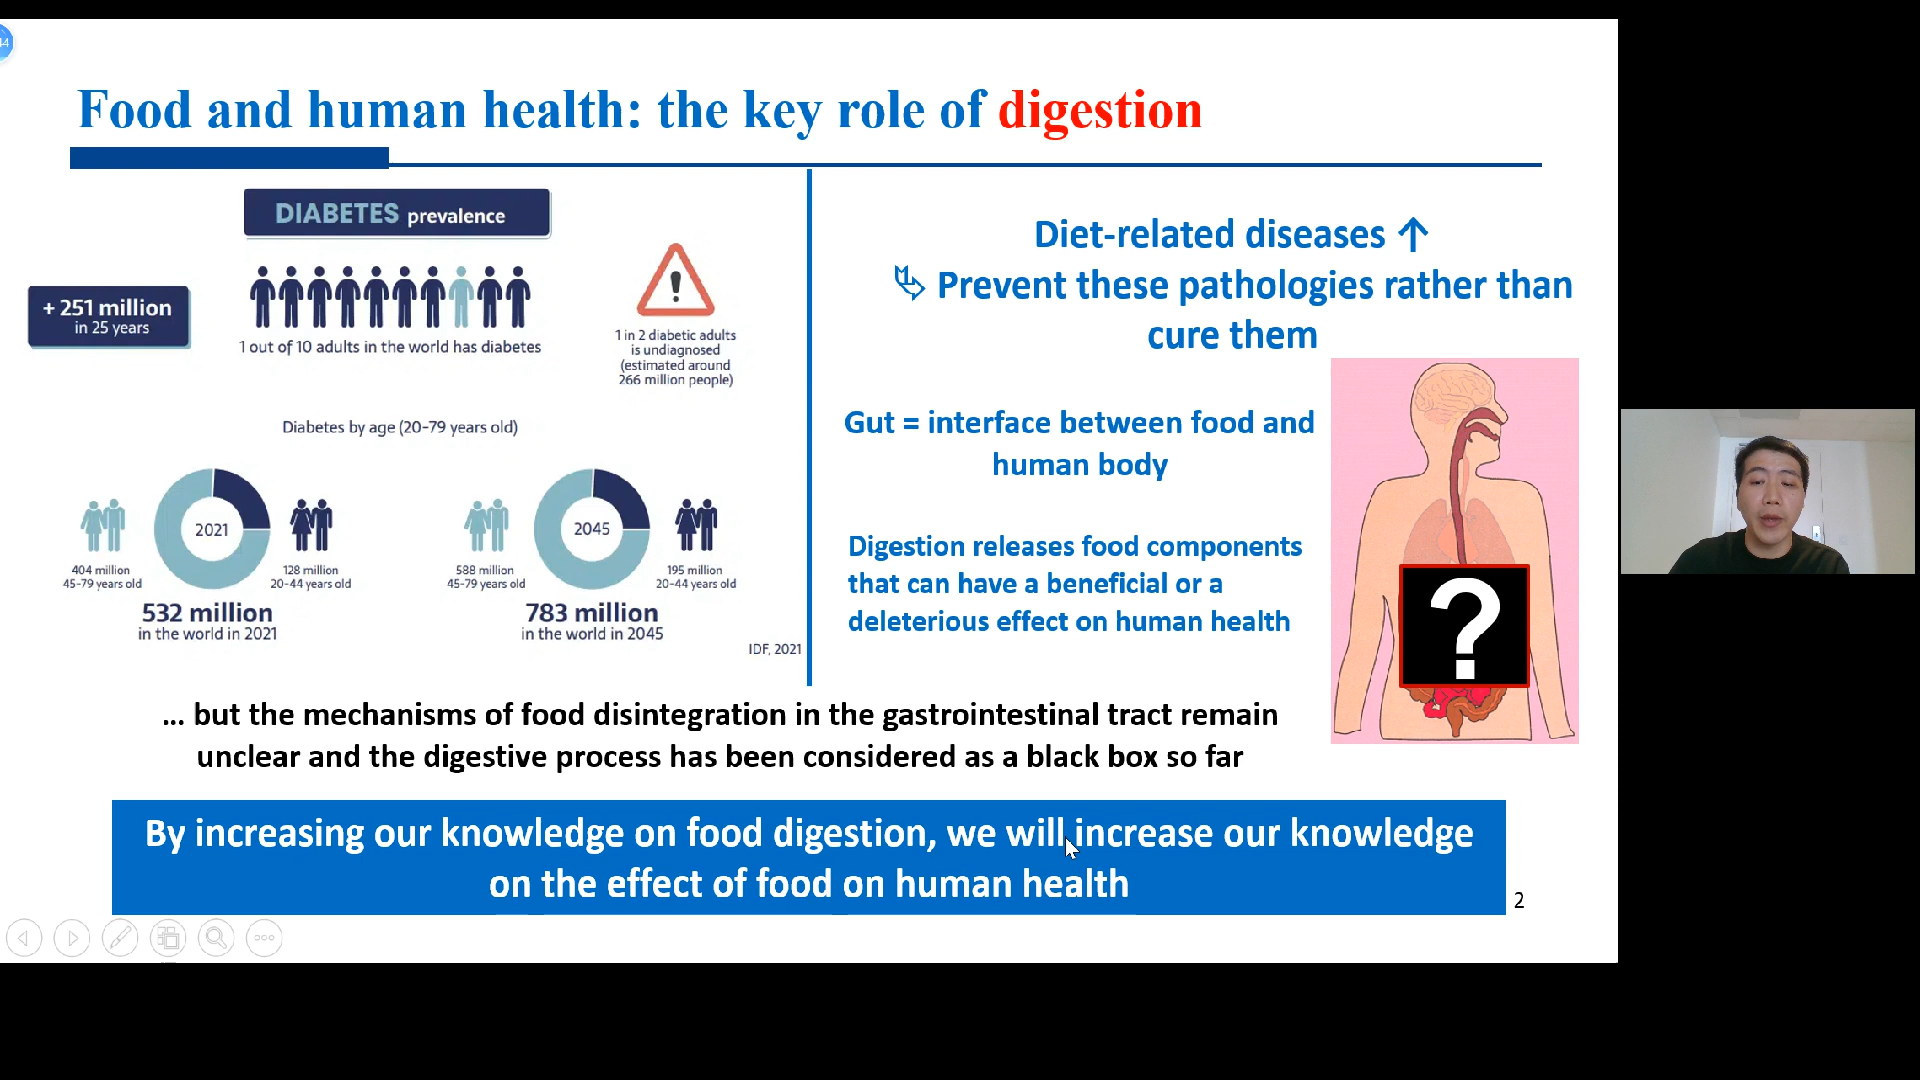 44
Food and human health: the key role of digestion
DIABETES prevalence
+ 251 million
in 25 years
1 out of 10 adults in the world has diabetes
1 in 2 diabetic adults
is undiagnosed
(estimated around
266 million people)
Diabetes by age (20-79 years old)
2021
404 million
45-79 years old
128 million
20-44 years old
532 million
in the world in 2021
2045
588 million
45-79 years old
195 million
20-44 years old
783 million
in the world in 2045
IDF, 2021
Diet-related diseases ↑
⤷ Prevent these pathologies rather than
cure them
Gut = interface between food and
human body
Digestion releases food components
that can have a beneficial or a
deleterious effect on human health
?
... but the mechanisms of food disintegration in the gastrointestinal tract remain
unclear and the digestive process has been considered as a black box so far
By increasing our knowledge on food digestion, we will increase our knowledge
on the effect of food on human health
2